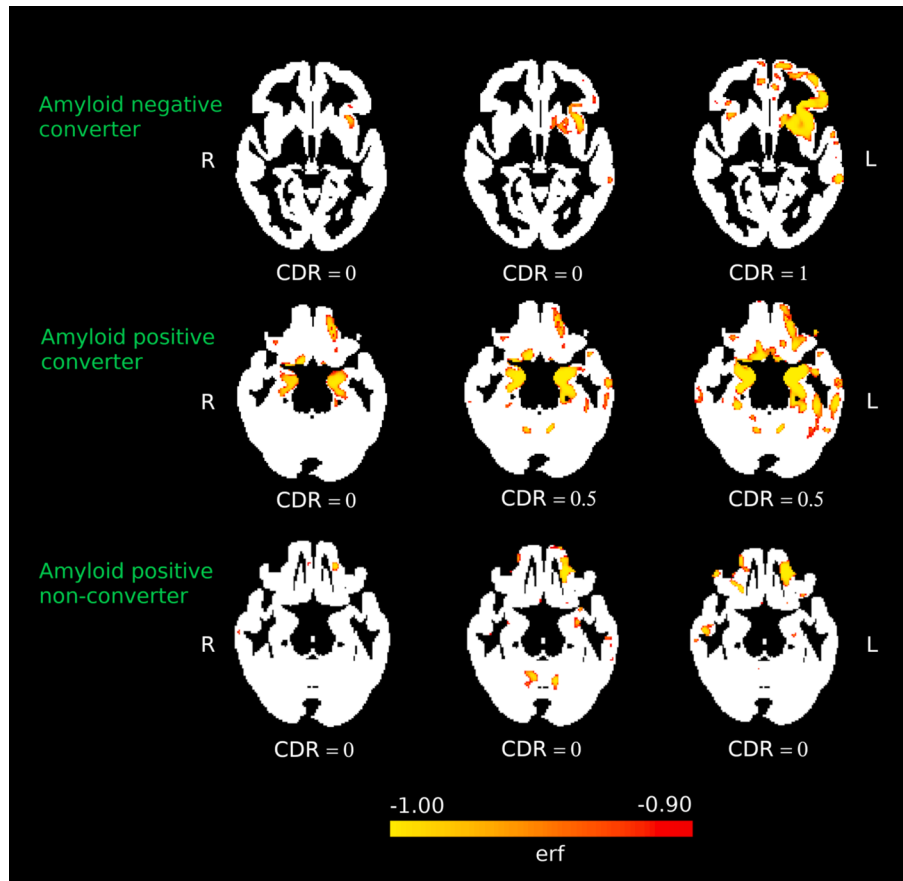 Amyloid negative
converter
R
L
CDR = 0
CDR = 0
CDR = 1
Amyloid positive
converter
R
L
CDR = 0
CDR = 0.5
CDR = 0.5
Amyloid positive
non-converter
R
L
CDR = 0
CDR = 0
CDR = 0
-1.00
-0.90
erf